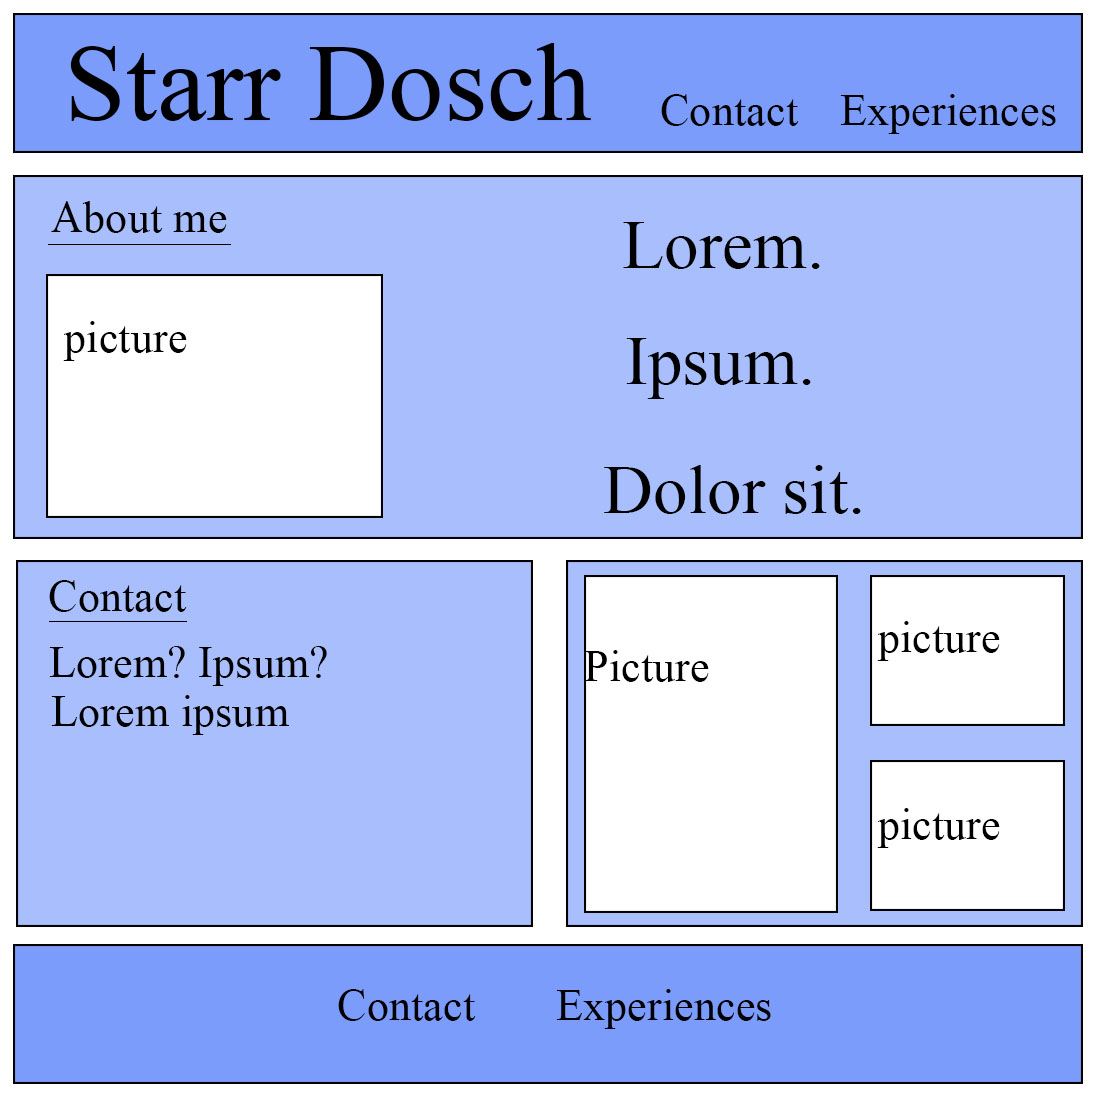 Starr Dosch
Contact Experiences
About me
picture
Lorem.
Ipsum.
Dolor sit.
Contact
Lorem? Ipsum?
Lorem ipsum
Picture
picture
picture
Contact Experiences